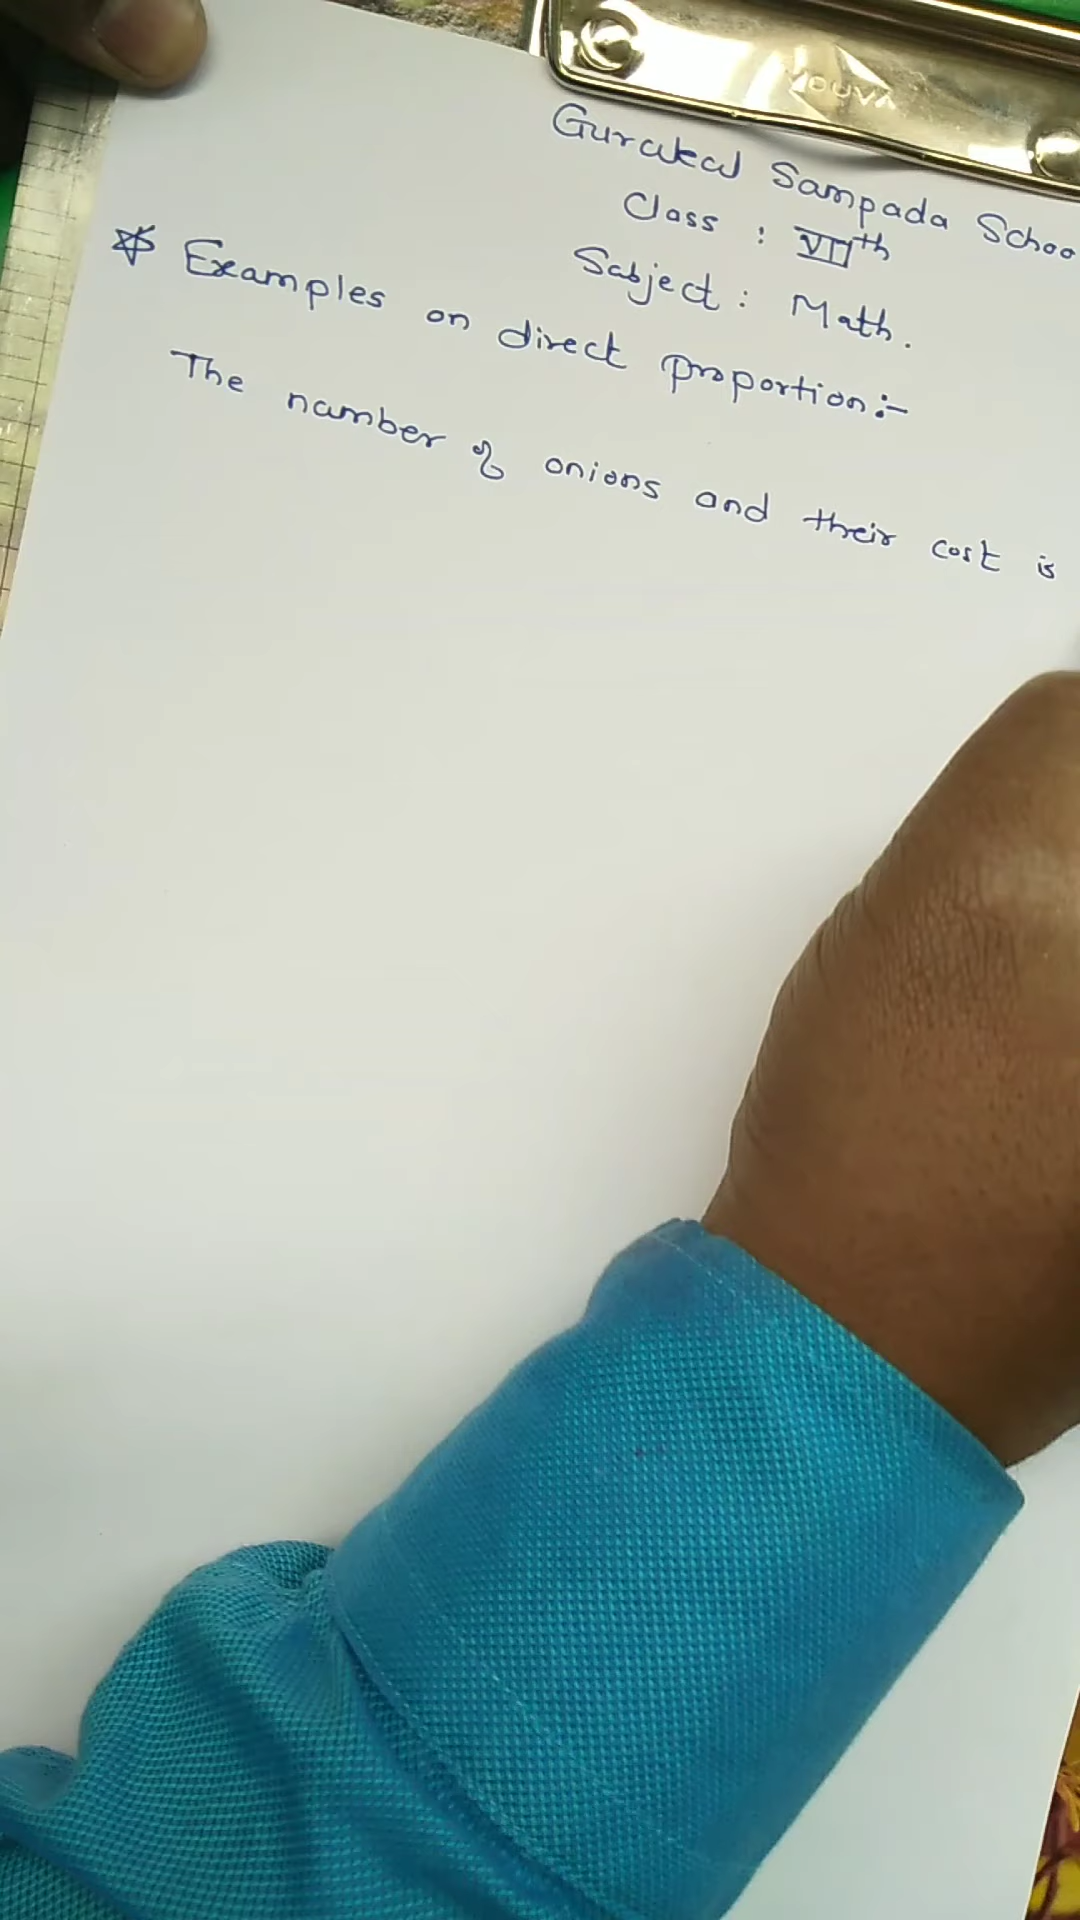 YOUVA
Gurukul Sampada Schoo
Class : VIIth
Subject : Math.
Examples on direct proportion:-
The number of onions and their cost is